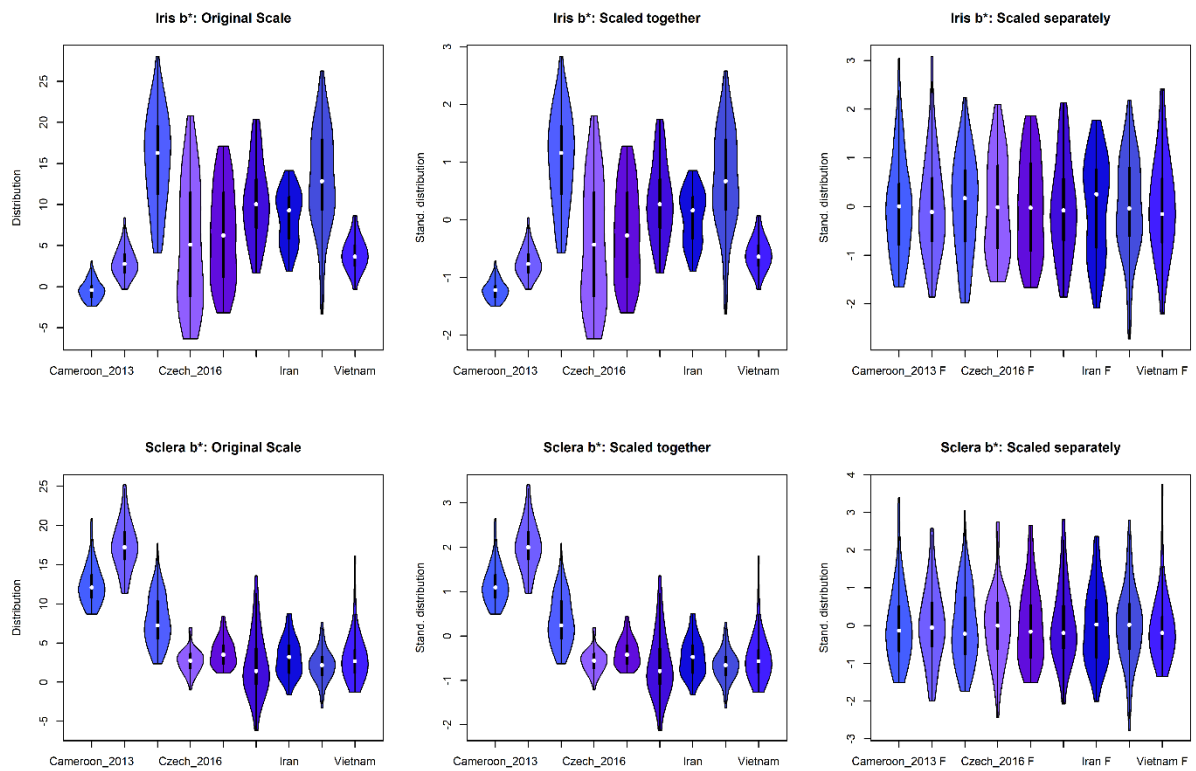 Iris b*: Original Scale
Distribution
25
20
15
10
5
0
-5
Cameroon_2013 Czech_2016 Iran Vietnam
Iris b*: Scaled together
Stand. distribution
3
2
1
0
-1
-2
Cameroon_2013 Czech_2016 Iran Vietnam
Iris b*: Scaled separately
Stand. distribution
3
2
1
0
-1
-2
Cameroon_2013 F Czech_2016 F Iran F Vietnam F
Sclera b*: Original Scale
Distribution
25
20
15
10
5
0
-5
Cameroon_2013 Czech_2016 Iran Vietnam
Sclera b*: Scaled together
Stand. distribution
3
2
1
0
-1
-2
Cameroon_2013 Czech_2016 Iran Vietnam
Sclera b*: Scaled separately
Stand. distribution
4
3
2
1
0
-1
-2
-3
Cameroon_2013 F Czech_2016 F Iran F Vietnam F